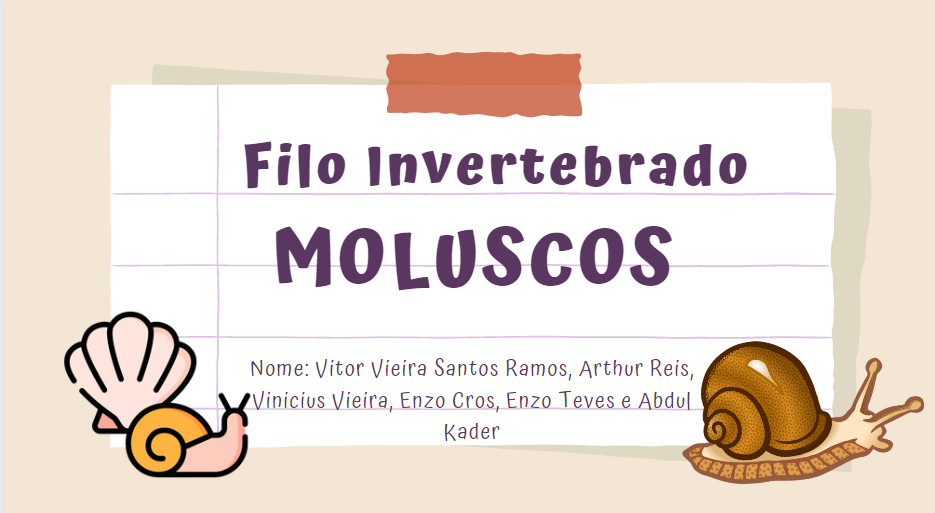 Filo Invertebrado
MOLUSCOS
Nome: Vitor Vieira Santos Ramos, Arthur Reis,
Vinicius Vieira, Enzo Cros, Enzo Teves e Abdul
Kader